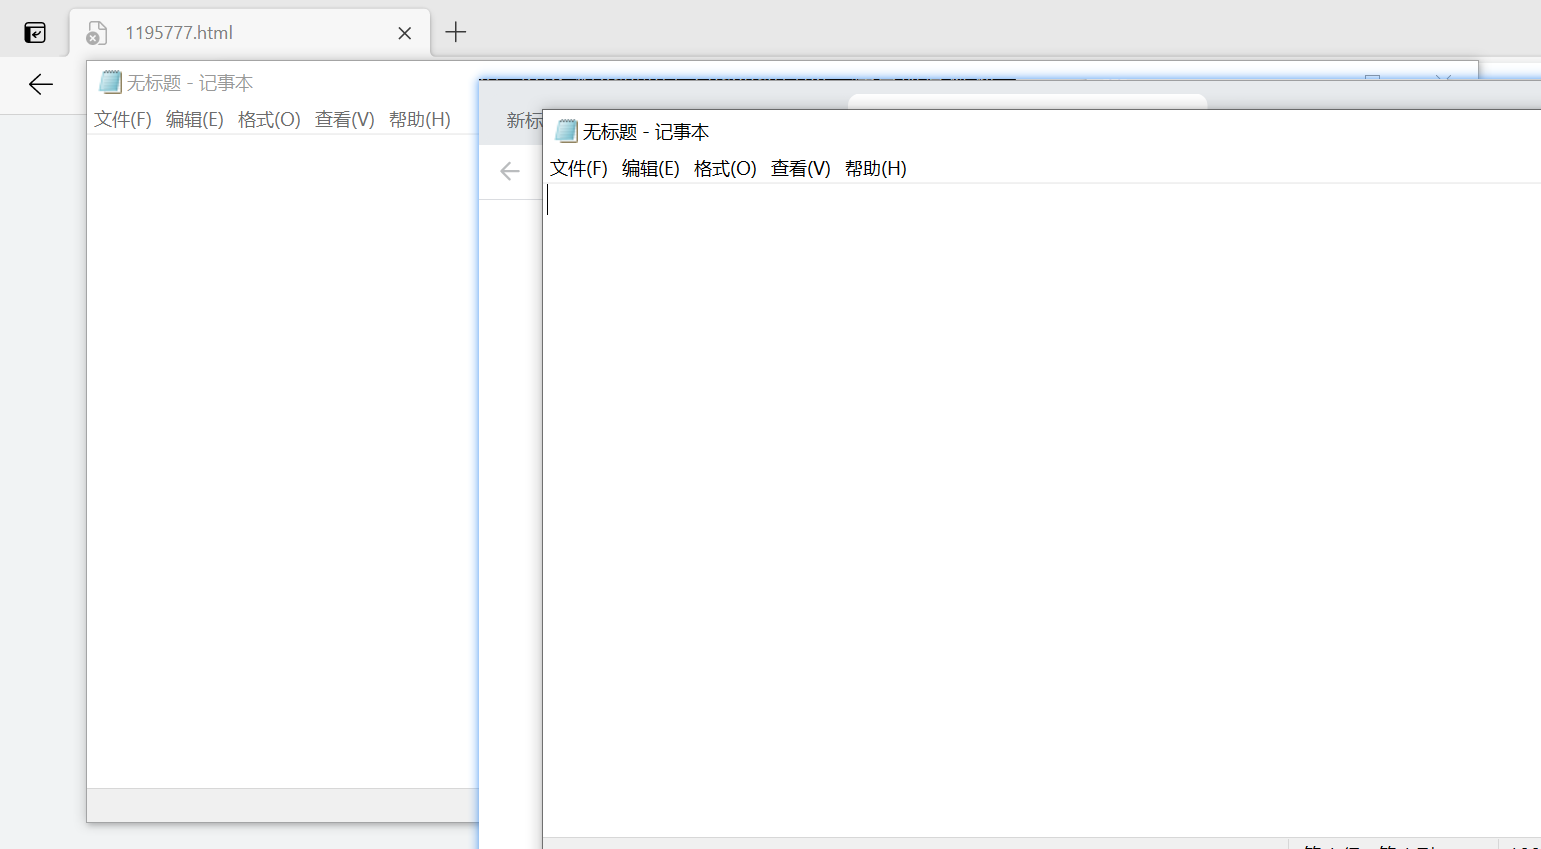 1195777.html
无标题 - 记事本
文件(F) 编辑(E) 格式(O) 查看(V) 帮助(H)
新标
无标题 - 记事本
文件(F) 编辑(E) 格式(O) 查看(V) 帮助(H)